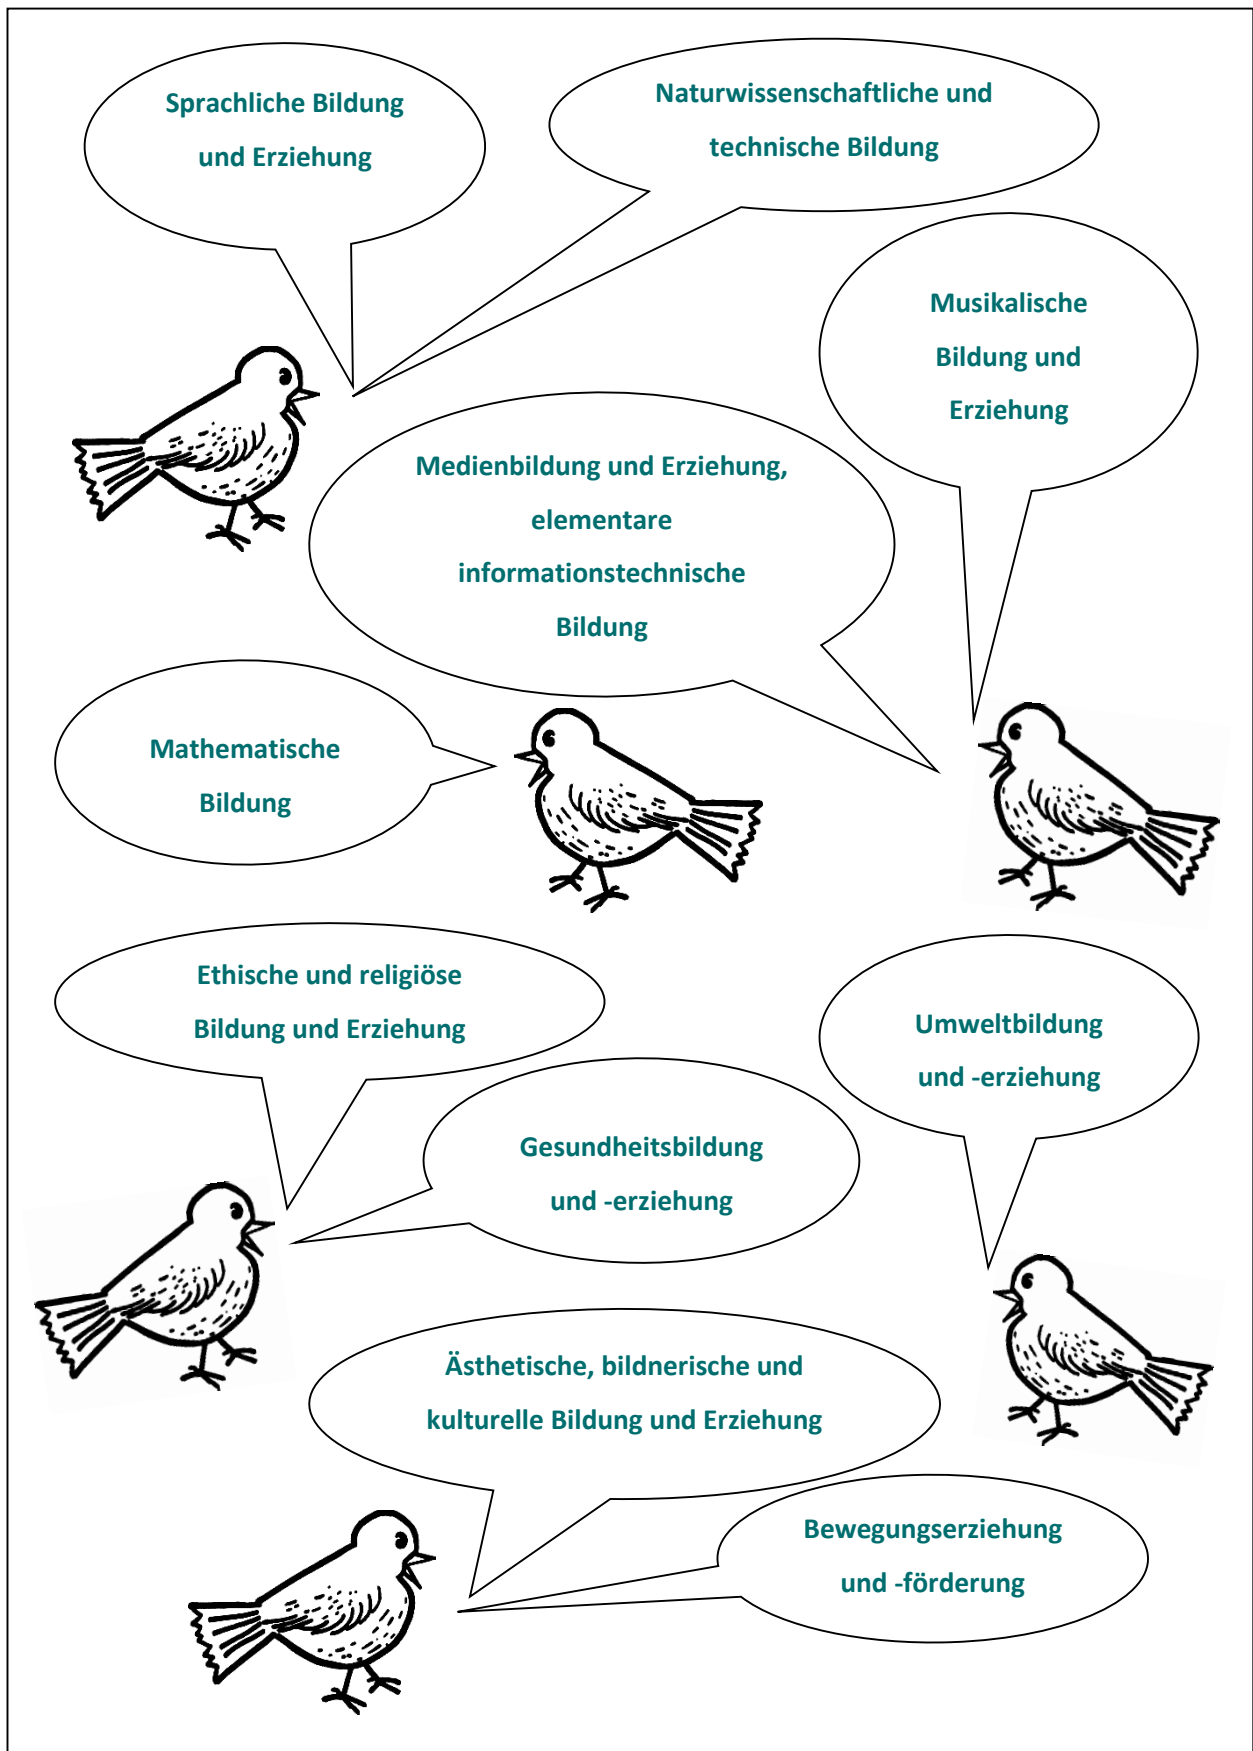 Sprachliche Bildung
und Erziehung
Naturwissenschaftliche und
technische Bildung
Musikalische
Bildung und
Erziehung
Medienbildung und Erziehung,
elementare
informationstechnische
Bildung
Mathematische
Bildung
Ethische und religiöse
Bildung und Erziehung
Umweltbildung
und -erziehung
Gesundheitsbildung
und -erziehung
Ästhetische, bildnerische und
kulturelle Bildung und Erziehung
Bewegungserziehung
und -förderung